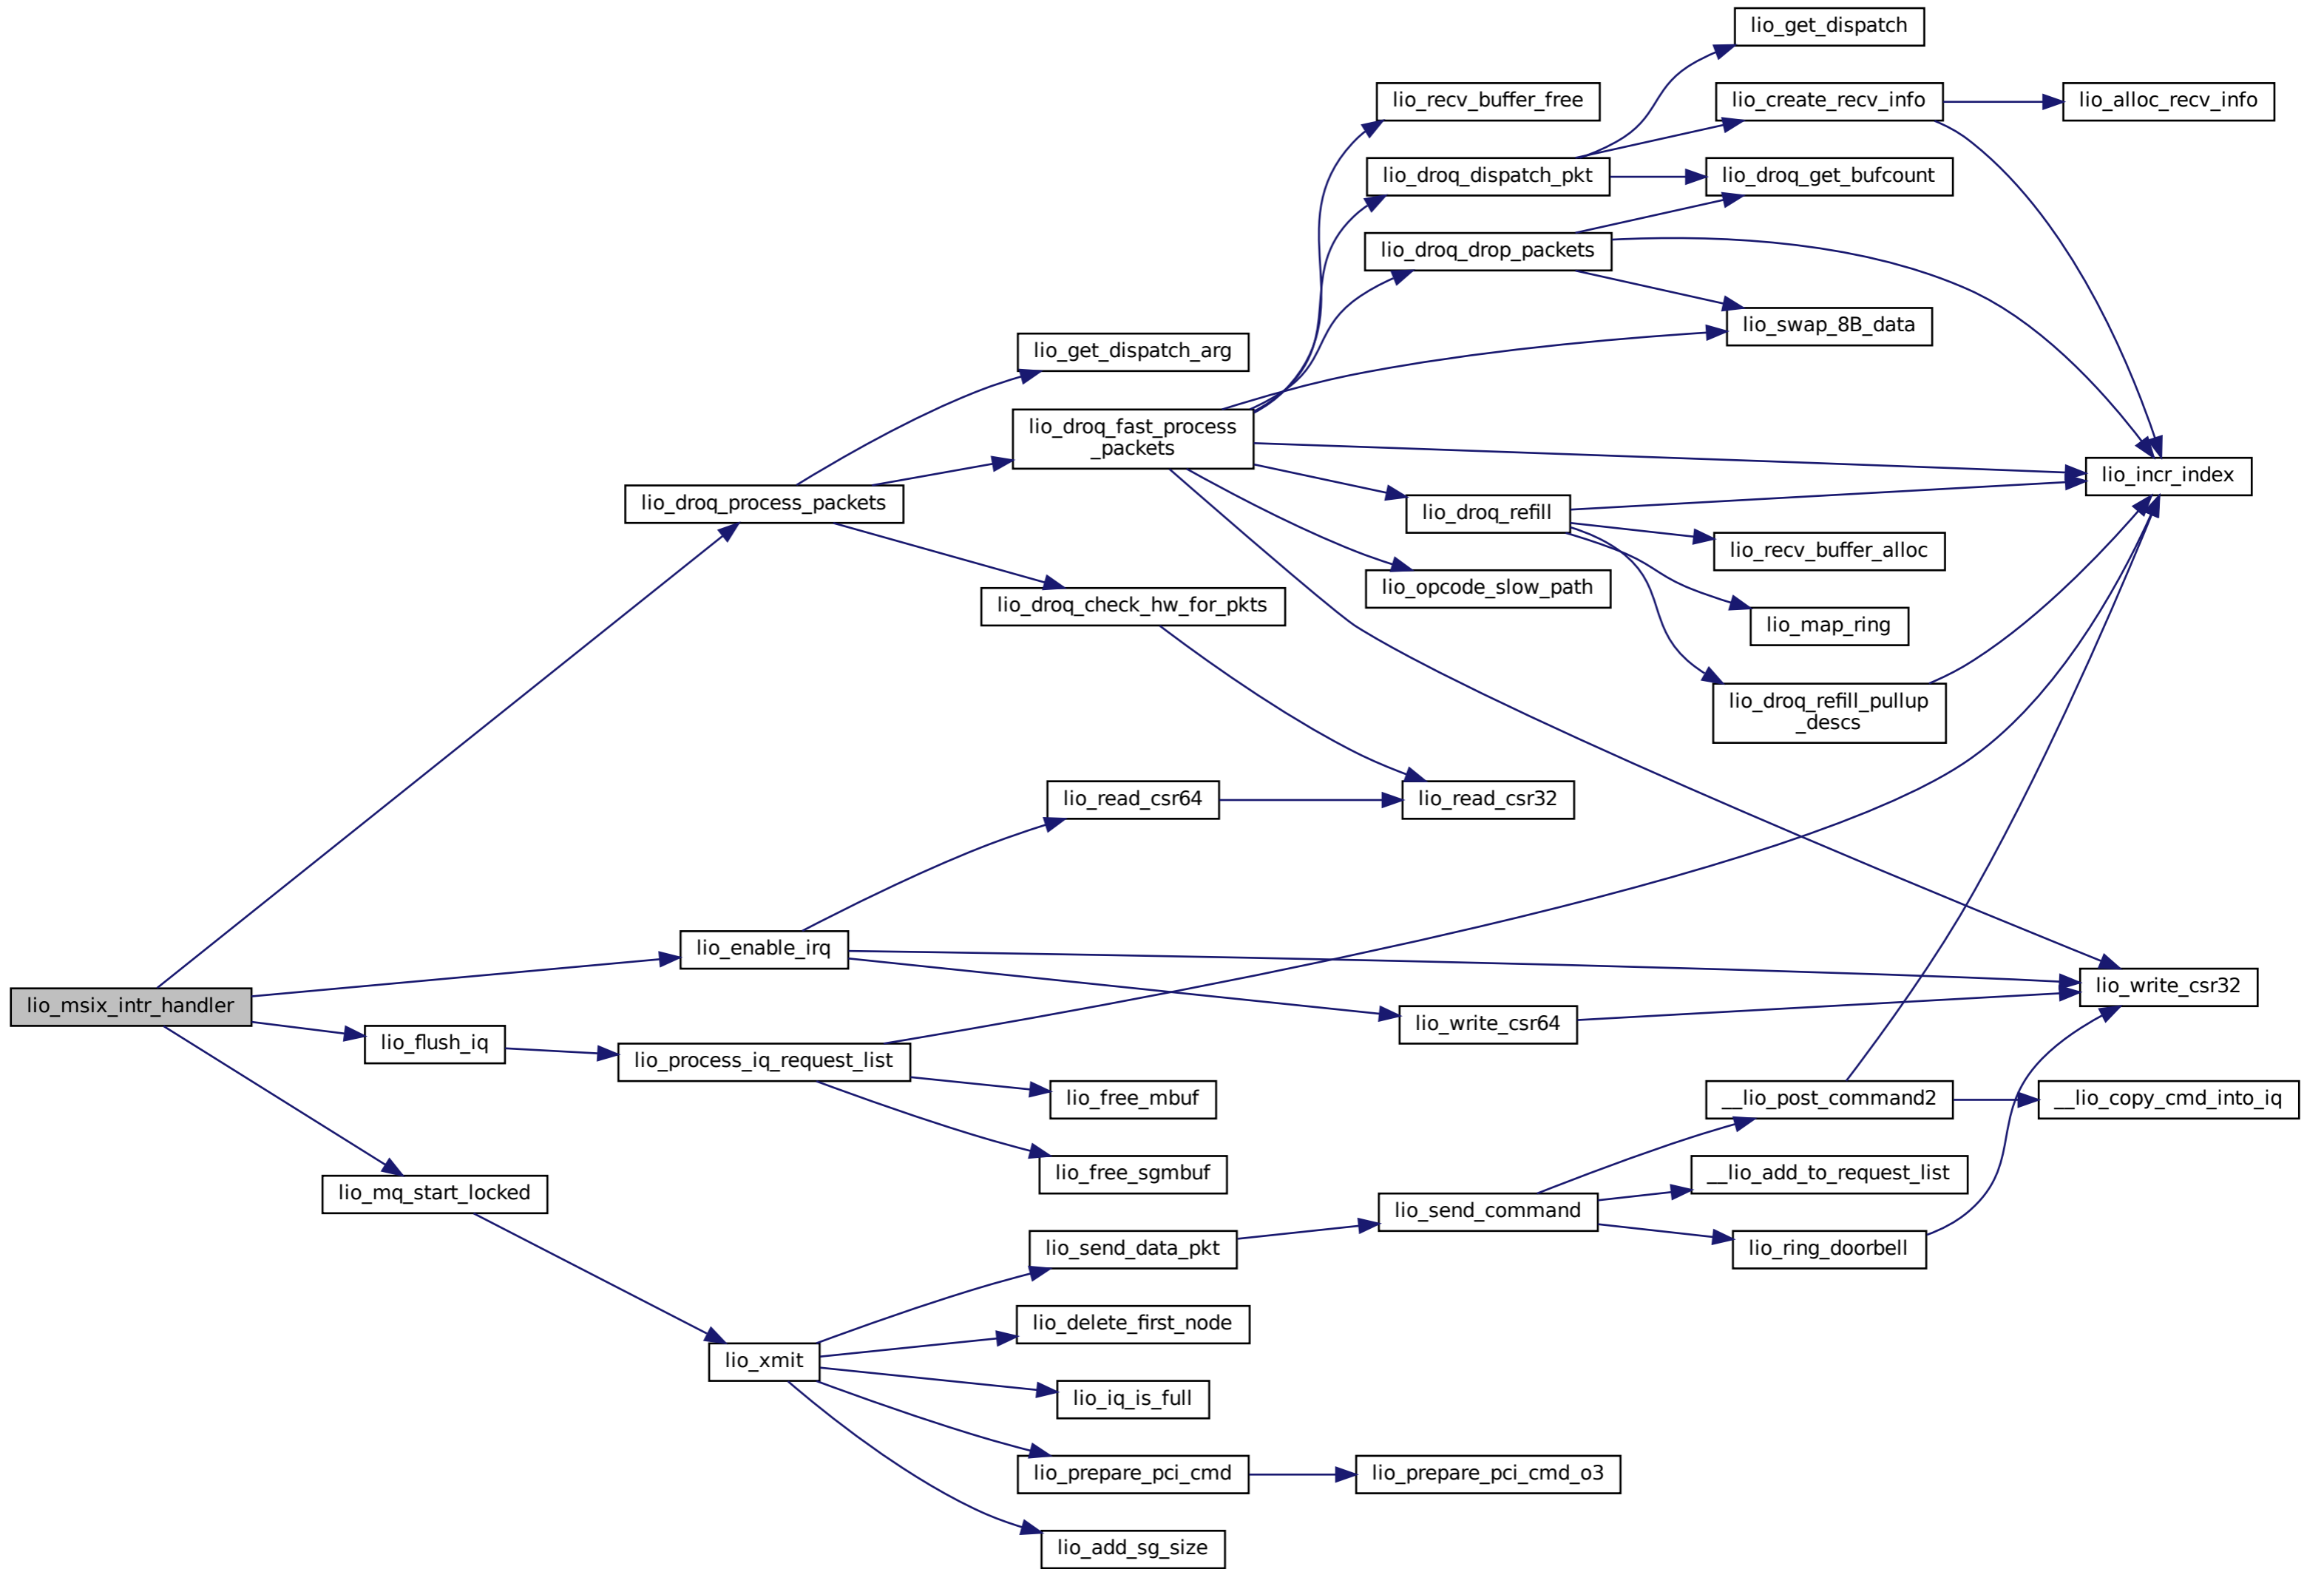 lio_get_dispatch
lio_recv_buffer_free
lio_create_recv_info
lio_alloc_recv_info
lio_droq_dispatch_pkt
lio_droq_get_bufcount
lio_droq_drop_packets
lio_swap_8B_data
lio_get_dispatch_arg
lio_droq_fast_process
_packets
lio_incr_index
lio_droq_process_packets
lio_droq_refill
lio_recv_buffer_alloc
lio_opcode_slow_path
lio_droq_check_hw_for_pkts
lio_map_ring
lio_droq_refill_pullup
_descs
lio_read_csr64
lio_read_csr32
lio_enable_irq
lio_write_csr32
lio_msix_intr_handler
lio_write_csr64
lio_flush_iq
lio_process_iq_request_list
lio_free_mbuf
__lio_post_command2
__lio_copy_cmd_into_iq
lio_free_sgmbuf
__lio_add_to_request_list
lio_mq_start_locked
lio_send_command
lio_send_data_pkt
lio_ring_doorbell
lio_delete_first_node
lio_xmit
lio_iq_is_full
lio_prepare_pci_cmd
lio_prepare_pci_cmd_o3
lio_add_sg_size